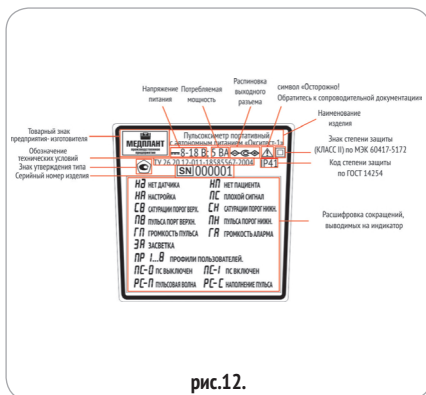 Напряжение питания
Потребляемая мощность
Распиновка выходного разъема
символ «Осторожно!
Обратитесь к сопроводительной документации»
Наименование изделия
Товарный знак
предприятия- изготовителя
Обозначение
технических условий
Знак утверждения типа
Серийный номер изделия
Знак степени защиты
(КЛАСС II) по МЭК 60417-5172
Код степени защиты
по ГОСТ 14254
Расшифровка сокращений,
выводимых на индикатор
МЕДПЛАНТ
Пульсоксиметр портативный
с автономным питанием «Окситест-1»
8-18 В; 5 ВА
ТУ 26.20.12-011-18585567-2004
P41
SN 000001
НД НЕТ ДАТЧИКА НП НЕТ ПАЦИЕНТА
НА НАСТРОЙКА ПС ПЛОХОЙ СИГНАЛ
СВ САТУРАЦИИ ПОРОГ ВЕРХ. СН САТУРАЦИИ ПОРОГ НИЖН.
ПВ ПУЛЬСА ПОРГ ВЕРХН. ПН ПУЛЬСА ПОРОГ НИЖН.
ГП ГРОМКОСТЬ ПУЛЬСА ГА ГРОМКОСТЬ АЛАРМА
ЗА ЗАСВЕТКА
ПР 1...8 ПРОФИЛИ ПОЛЬЗОВАТЕЛЕЙ.
ПС-0 ПС ВЫКЛЮЧЕН ПС-1 ПС ВКЛЮЧЕН
РС-П ПУЛЬСОВАЯ ВОЛНА РС-С НАПОЛНЕНИЕ ПУЛЬСА
рис.12.